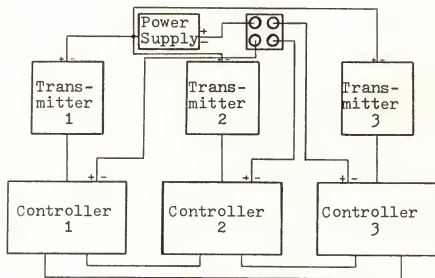 Power
Supply
+
-
+ -
+ -
+ -
Trans-
mitter
1
Trans-
mitter
2
Trans-
mitter
3
+ -
+ -
+ -
Controller
1
Controller
2
Controller
3